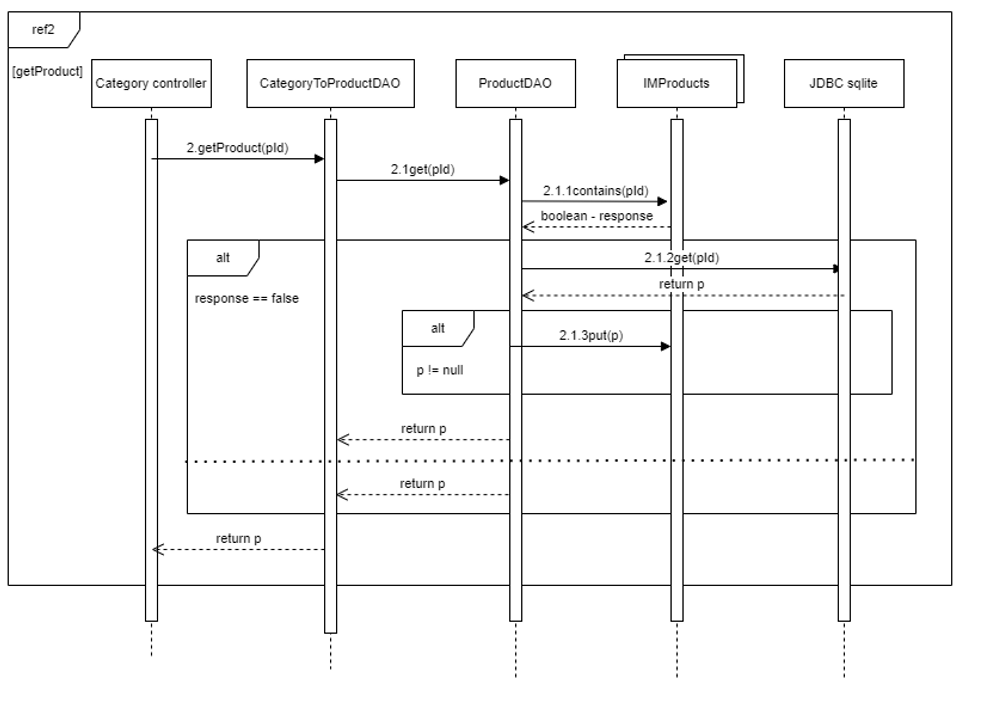 ref2
[getProduct]
Category controller
CategoryToProductDAO
ProductDAO
IMProducts
JDBC sqlite
2.getProduct(pId)
2.1get(pId)
2.1.1contains(pId)
boolean - response
alt
2.1.2get(pId)
return p
response == false
alt
2.1.3put(p)
p != null
return p
return p
return p